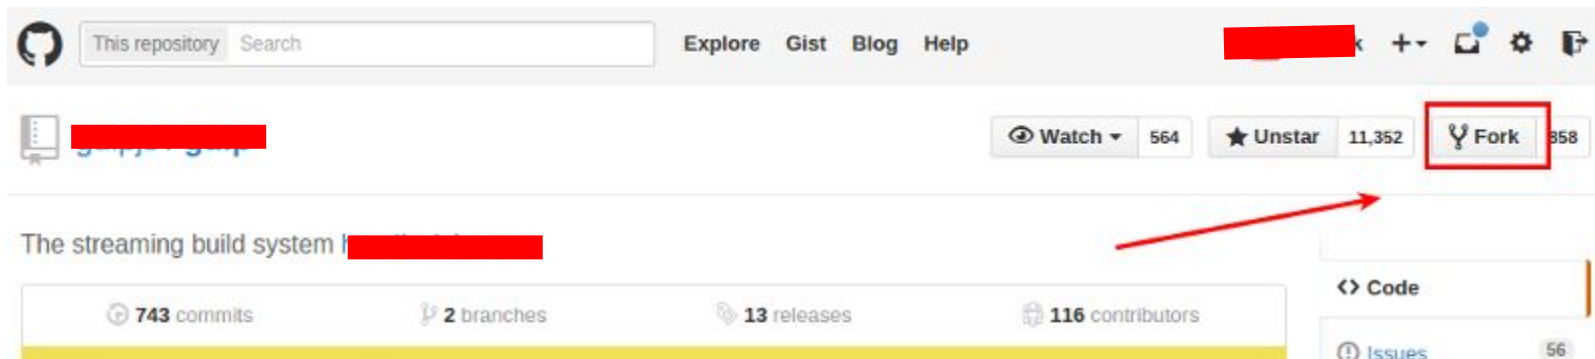 This repository Search Explore Gist Blog Help
Watch 564 Unstar 11,352 Fork 858
The streaming build system
743 commits 2 branches 13 releases 116 contributors
Code
Issues 56